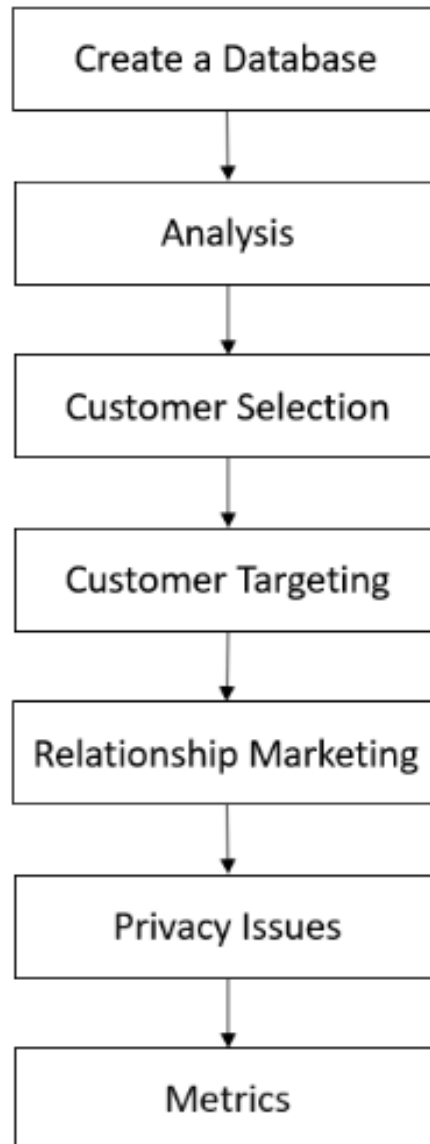 Create a Database
Analysis
Customer Selection
Customer Targeting
Relationship Marketing
Privacy Issues
Metrics